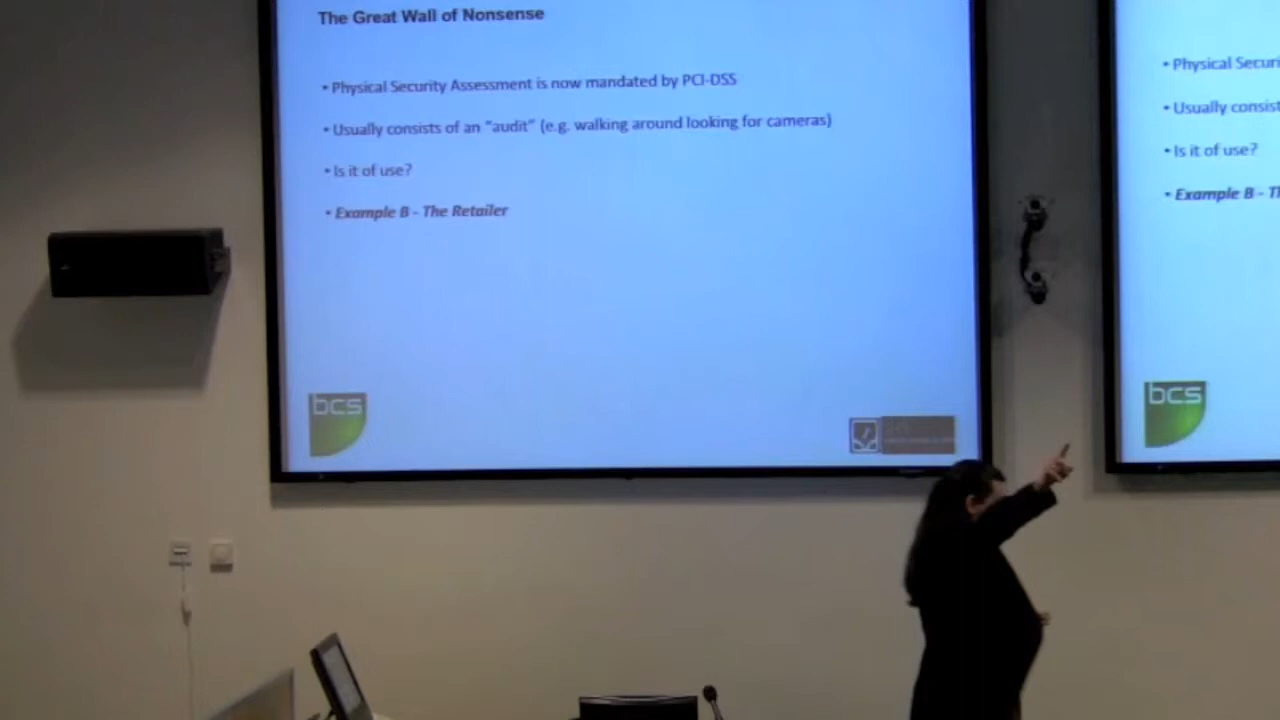 The Great Wall of Nonsense
• Physical Security Assessment is now mandated by PCI-DSS
• Usually consists of an "audit" (e.g. walking around looking for cameras)
• Is it of use?
• Example B - The Retailer
bcs
• Physical Securi
• Usually consist
• Is it of use?
• Example B - T
bcs